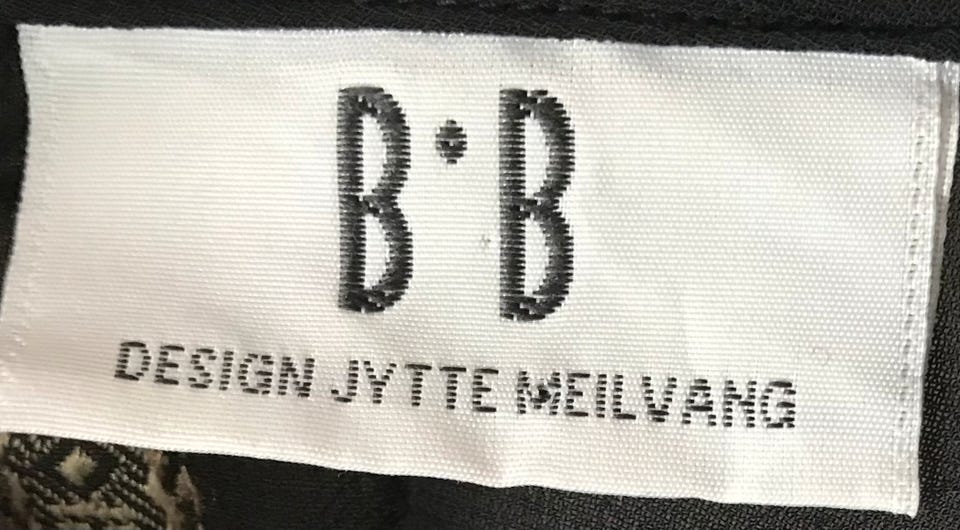 B·B
DESIGN JYTTE MEILVANG